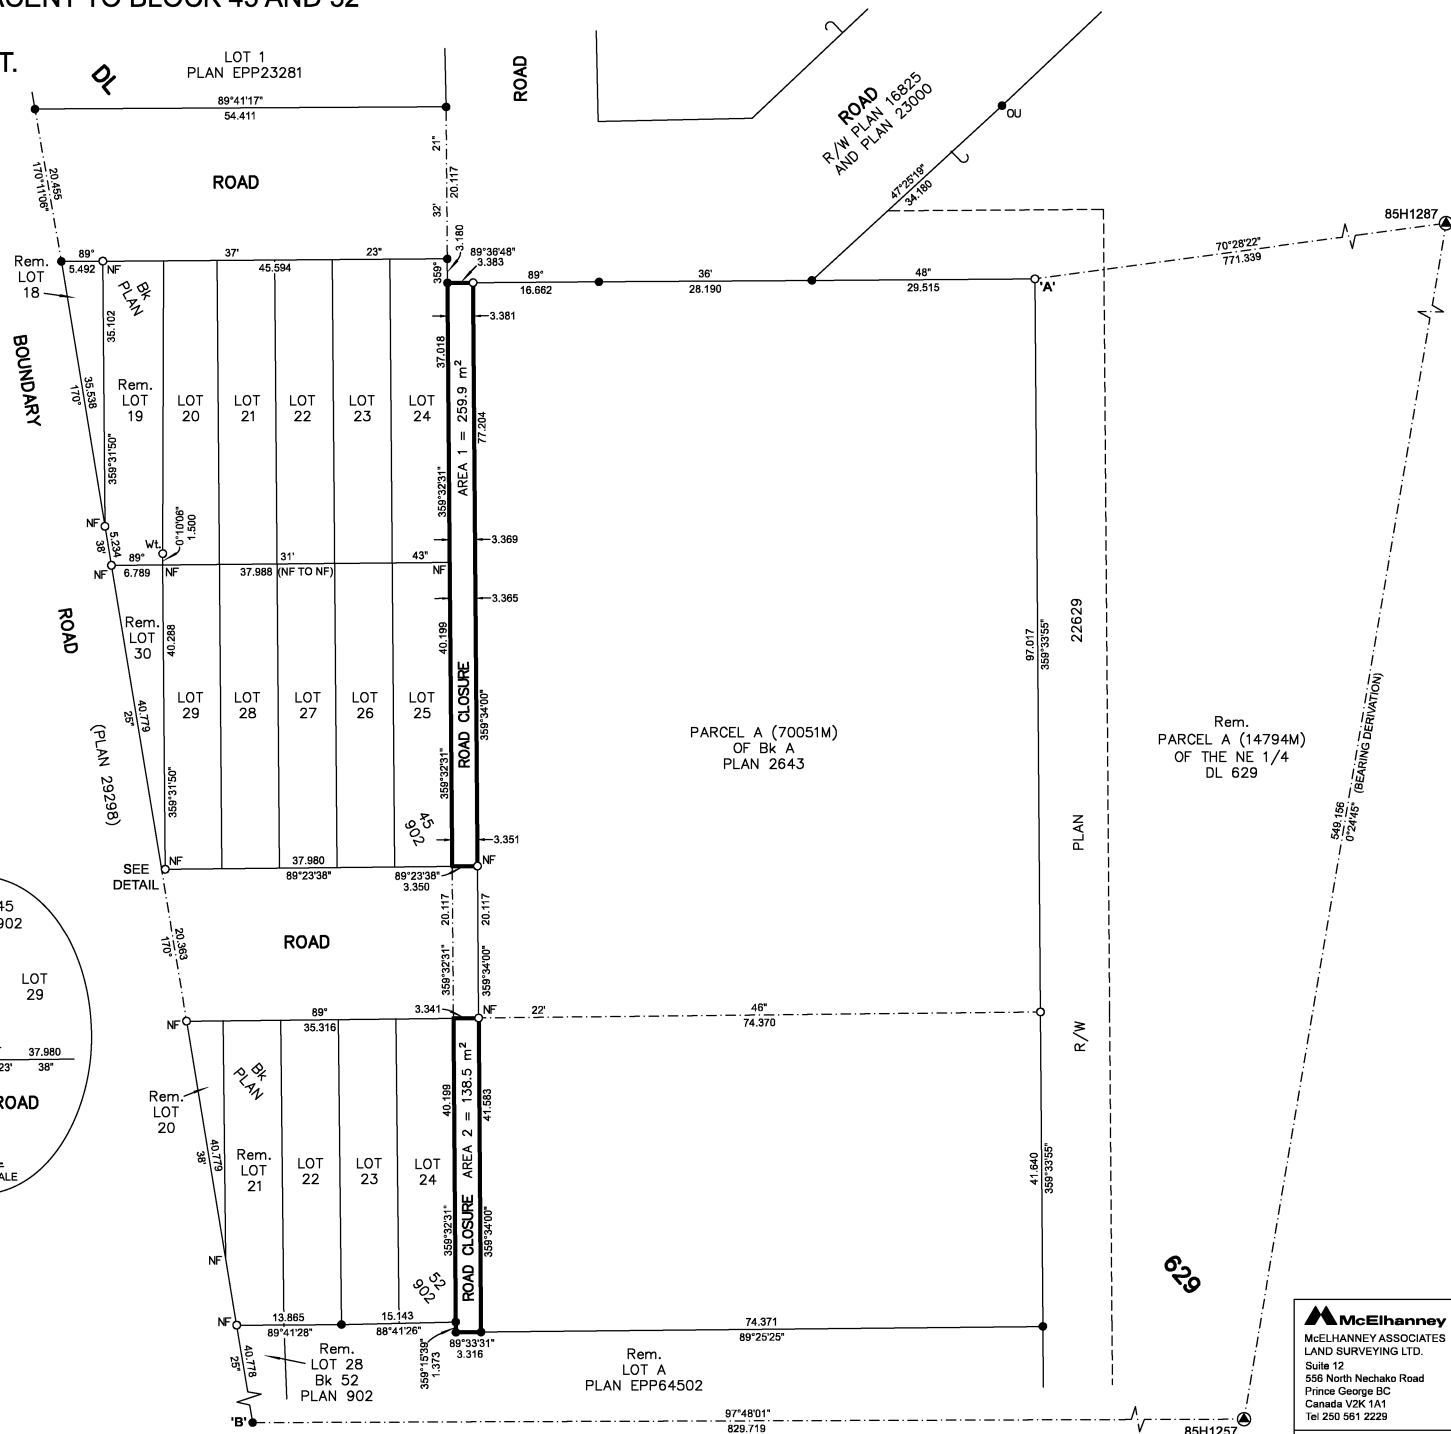 ACENT TO BLOCK 45 AND 52
T.
DL
LOT 1
PLAN EPP23281
89°41'17"
54.411
ROAD
ROAD
R/W PLAN 16825
AND PLAN 23000
OU
47°25'19"
34.180
85H1287
70°28'22"
771.339
20.455
170°11'06"
ROAD
21"
20.117
32'
3.180
359°
89°36'48"
3.383
Rem.
LOT
18
89°
5.492
NF
37'
45.594
23"
89°
16.662
36'
28.190
48"
29.515
'A'
Bk
PLAN
35.102
359°31'50"
BOUNDARY
35.538
170°
Rem.
LOT
19
LOT
20
LOT
21
LOT
22
LOT
23
LOT
24
37.018
359°32'31"
AREA 1 = 259.9 m²
3.381
77.204
3.369
3.365
NF
5.234
38'
Wt.
0°10'06"
1.500
NF
89°
6.789
NF
31'
37.988 (NF TO NF)
43"
NF
ROAD
Rem.
LOT
30
40.288
359°31'50"
40.779
25"
(PLAN 29298)
LOT
29
LOT
28
LOT
27
LOT
26
LOT
25
40.199
359°32'31"
ROAD CLOSURE
359°34'00"
45
902
3.351
PARCEL A (70051M)
OF Bk A
PLAN 2643
97.017
359°33'55"
22629
PLAN
R/W
Rem.
PARCEL A (14794M)
OF THE NE 1/4
DL 629
549.156
0°24'45" (BEARING DERIVATION)
SEE
DETAIL
NF
37.980
89°23'38"
89°23'38"
3.350
NF
45
902
LOT
29
37.980
23'
38"
ROAD
ALE
20.363
170°
ROAD
20.117
359°32'31"
20.117
359°34'00"
NF
89°
35.316
3.341
NF
22'
46"
74.370
Bk
PLAN
Rem.
LOT
20
40.779
38'
Rem.
LOT
21
LOT
22
LOT
23
LOT
24
40.199
359°32'31"
ROAD CLOSURE AREA 2 = 138.5 m²
41.583
359°34'00"
52
902
41.640
359°33'55"
629
NF
NF
13.865
89°41'28"
15.143
88°41'26"
359°15'39"
1.373
89°33'31"
3.316
74.371
89°25'25"
40.778
25"
Rem.
LOT 28
Bk 52
PLAN 902
Rem.
LOT A
PLAN EPP64502
'B'
97°48'01"
829.719
85H1257
McElhanney
McELHANNEY ASSOCIATES
LAND SURVEYING LTD.
Suite 12
556 North Nechako Road
Prince George BC
Canada V2K 1A1
Tel 250 561 2229